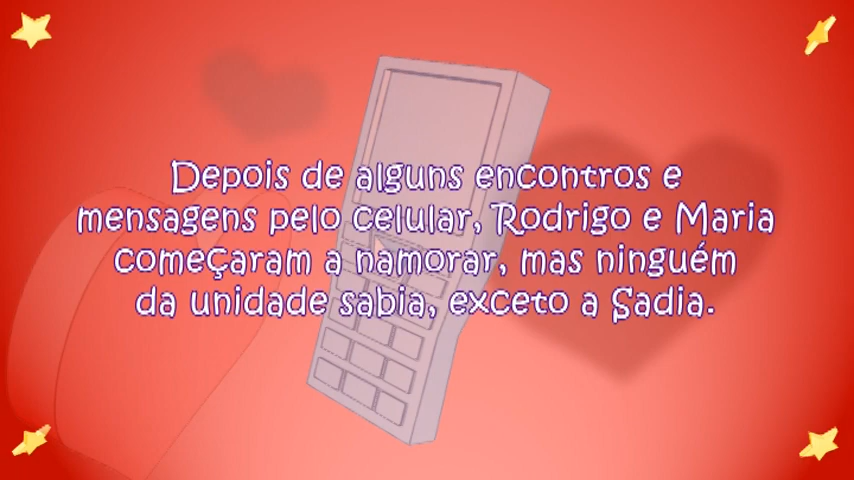 Depois de alguns encontros e
mensagens pelo celular, Rodrigo e Maria
começaram a namorar, mas ninguém
da unidade sabia, exceto a Sadia.